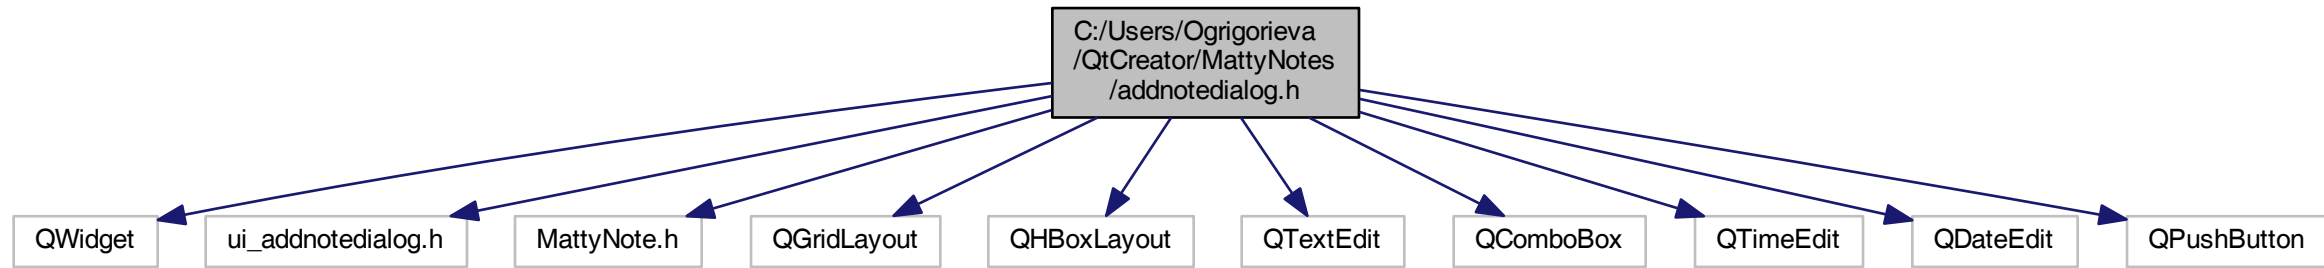 C:/Users/Ogrigorieva
/QtCreator/MattyNotes
/addnotedialog.h
QWidget
ui_addnotedialog.h
MattyNote.h
QGridLayout
QHBoxLayout
QTextEdit
QComboBox
QTimeEdit
QDateEdit
QPushButton